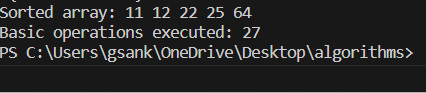 Sorted array: 11 12 22 25 64
Basic operations executed: 27
PS C:\Users\gsank\OneDrive\Desktop\algorithms>